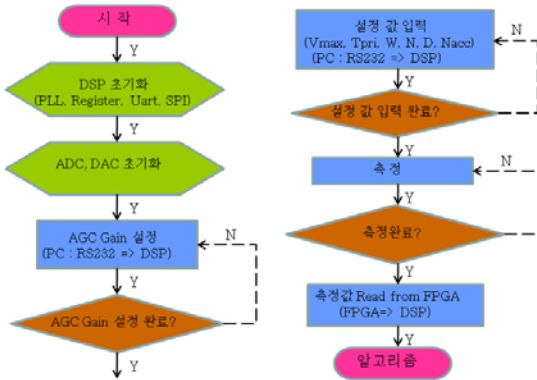 시 작
Y
DSP 초기화
(PLL, Register, Uart, SPI)
Y
ADC, DAC 초기화
Y
AGC Gain 설정
(PC : RS232 => DSP)
N
Y
AGC Gain 설정 완료?
Y
설정 값 입력
(Vmax, Tpri, W, N, D, Nacc)
(PC : RS232 => DSP)
N
Y
설정 값 입력 완료?
Y
측 정
N
Y
측정완료?
Y
측정값 Read from FPGA
(FPGA=> DSP)
Y
알고리즘